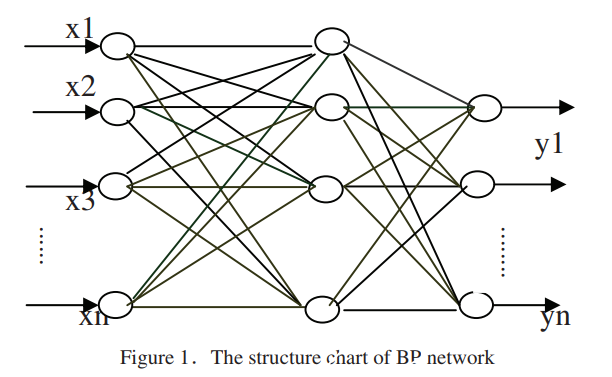 x1
x2
y1
x3
xn
yn
Figure 1. The structure chart of BP network